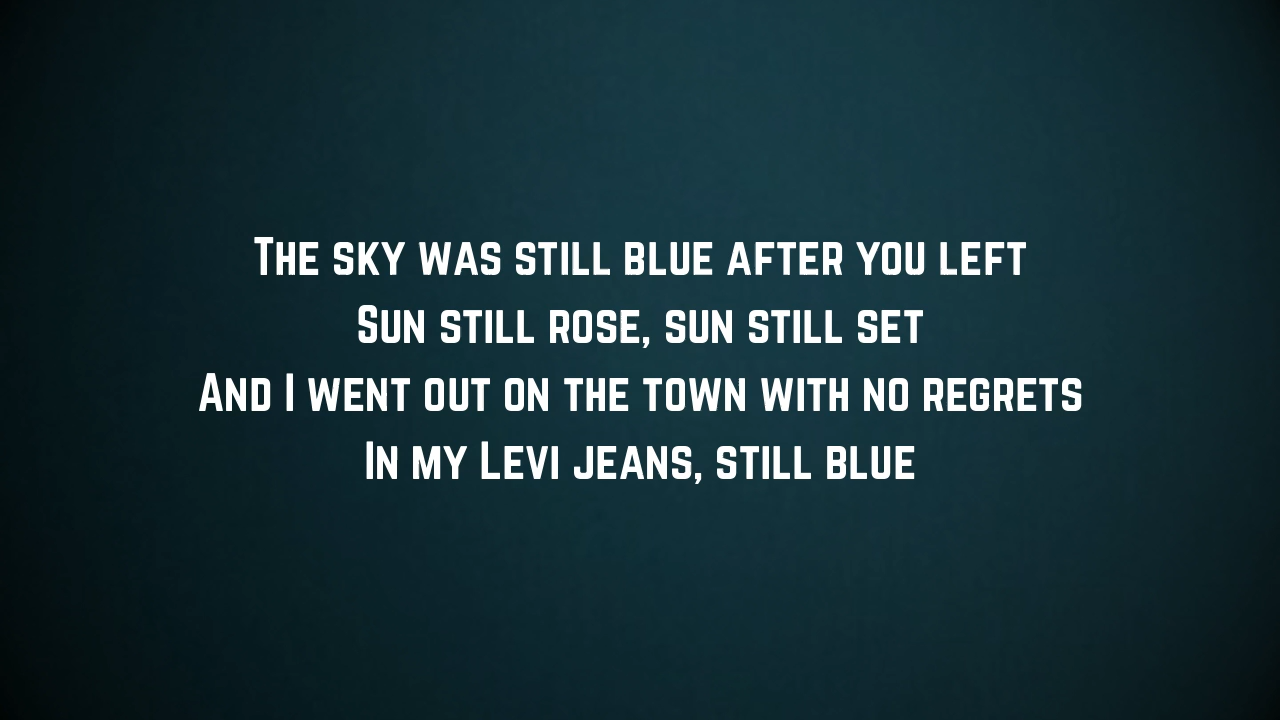 The sky was still blue after you left
Sun still rose, sun still set
And I went out on the town with no regrets
In my Levi jeans, still blue